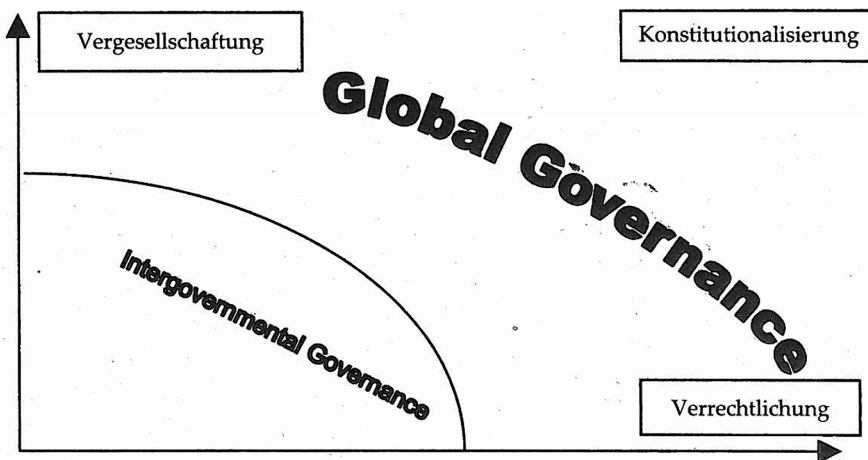 Vergesellschaftung
Konstitutionalisierung
Global Governance
Intergovernmental Governance
Verrechtlichung